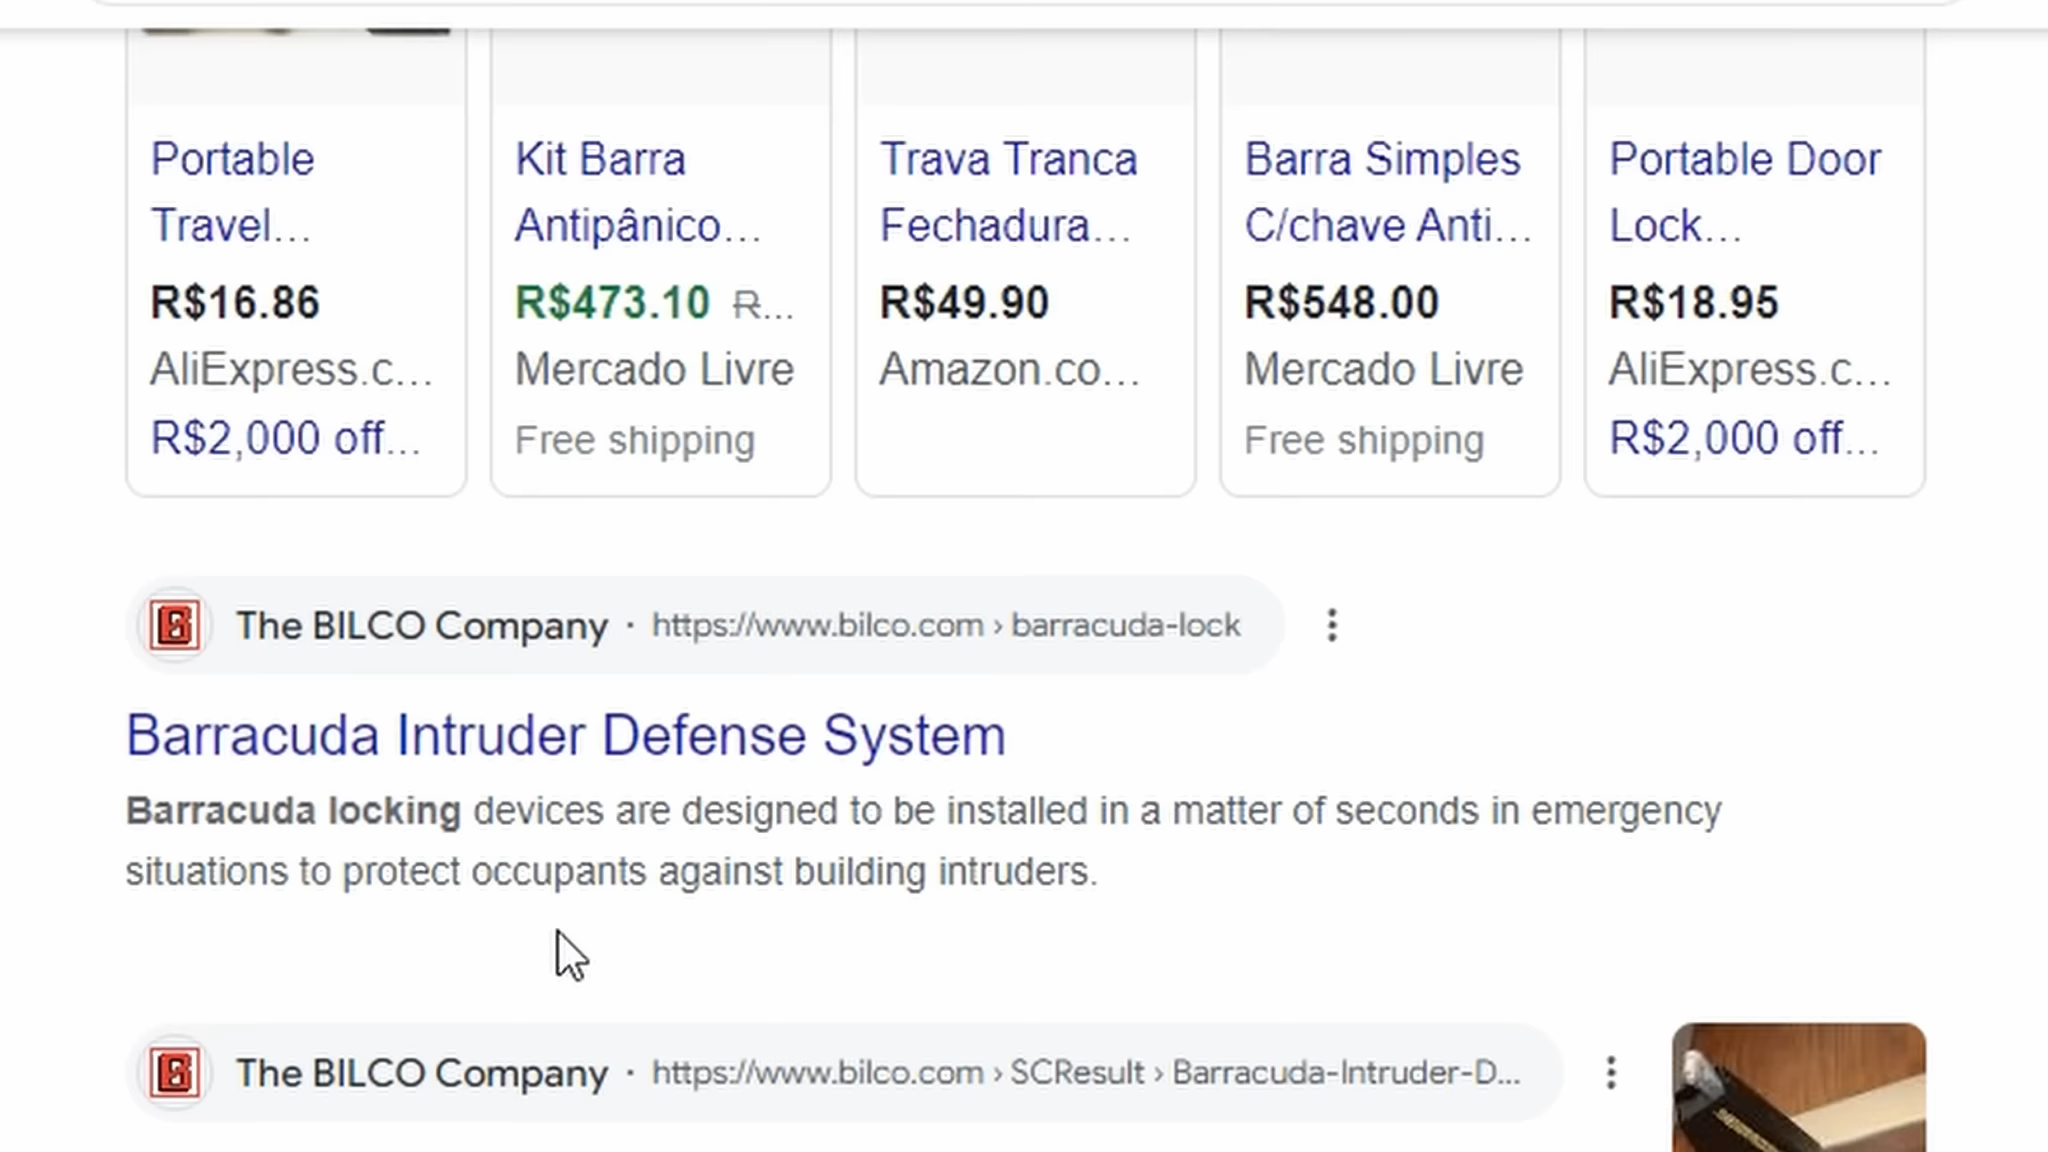 Portable
Travel...
R$16.86
AliExpress.c...
R$2,000 off...
Kit Barra
Antipânico...
R$473.10 R...
Mercado Livre
Free shipping
Trava Tranca
Fechadura...
R$49.90
Amazon.co...
Barra Simples
C/chave Anti...
R$548.00
Mercado Livre
Free shipping
Portable Door
Lock...
R$18.95
AliExpress.c...
R$2,000 off...
The BILCO Company · https://www.bilco.com › barracuda-lock
Barracuda Intruder Defense System
Barracuda locking devices are designed to be installed in a matter of seconds in emergency
situations to protect occupants against building intruders.
The BILCO Company · https://www.bilco.com › SCResult › Barracuda-Intruder-D...